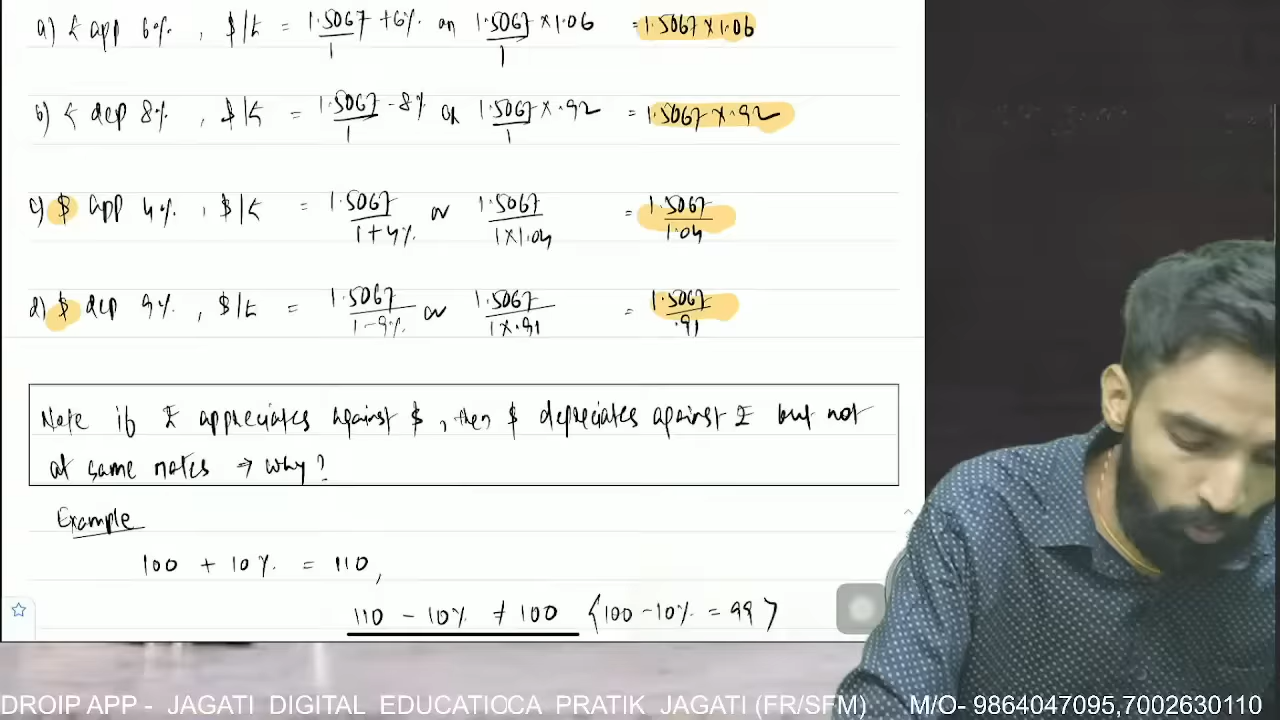 a) £ app 6%, $/£ = 1.5067/1 + 6% or 1.5067/1 × 1.06 = 1.5067 × 1.06
b) £ dep 8%, $/£ = 1.5067/1 - 8% or 1.5067/1 × .92 = 1.5067 × .92
c) $ app 4%, $/£ = 1.5067/1+4% or 1.5067/1×1.04 = 1.5067/1.04
d) $ dep 9%, $/£ = 1.5067/1-9% or 1.5067/1×.91 = 1.5067/.91
Note if £ appreciates against $, then $ depreciates against £ but not
at same rates ⇒ why?
Example
100 + 10% = 110,
110 - 10% ≠ 100 (100 - 10% = 99)
DROIP APP - JAGATI DIGITAL EDUCATIOCCA PRATIK JAGATI (FR/SFM) M/O- 9864047095,7002630110